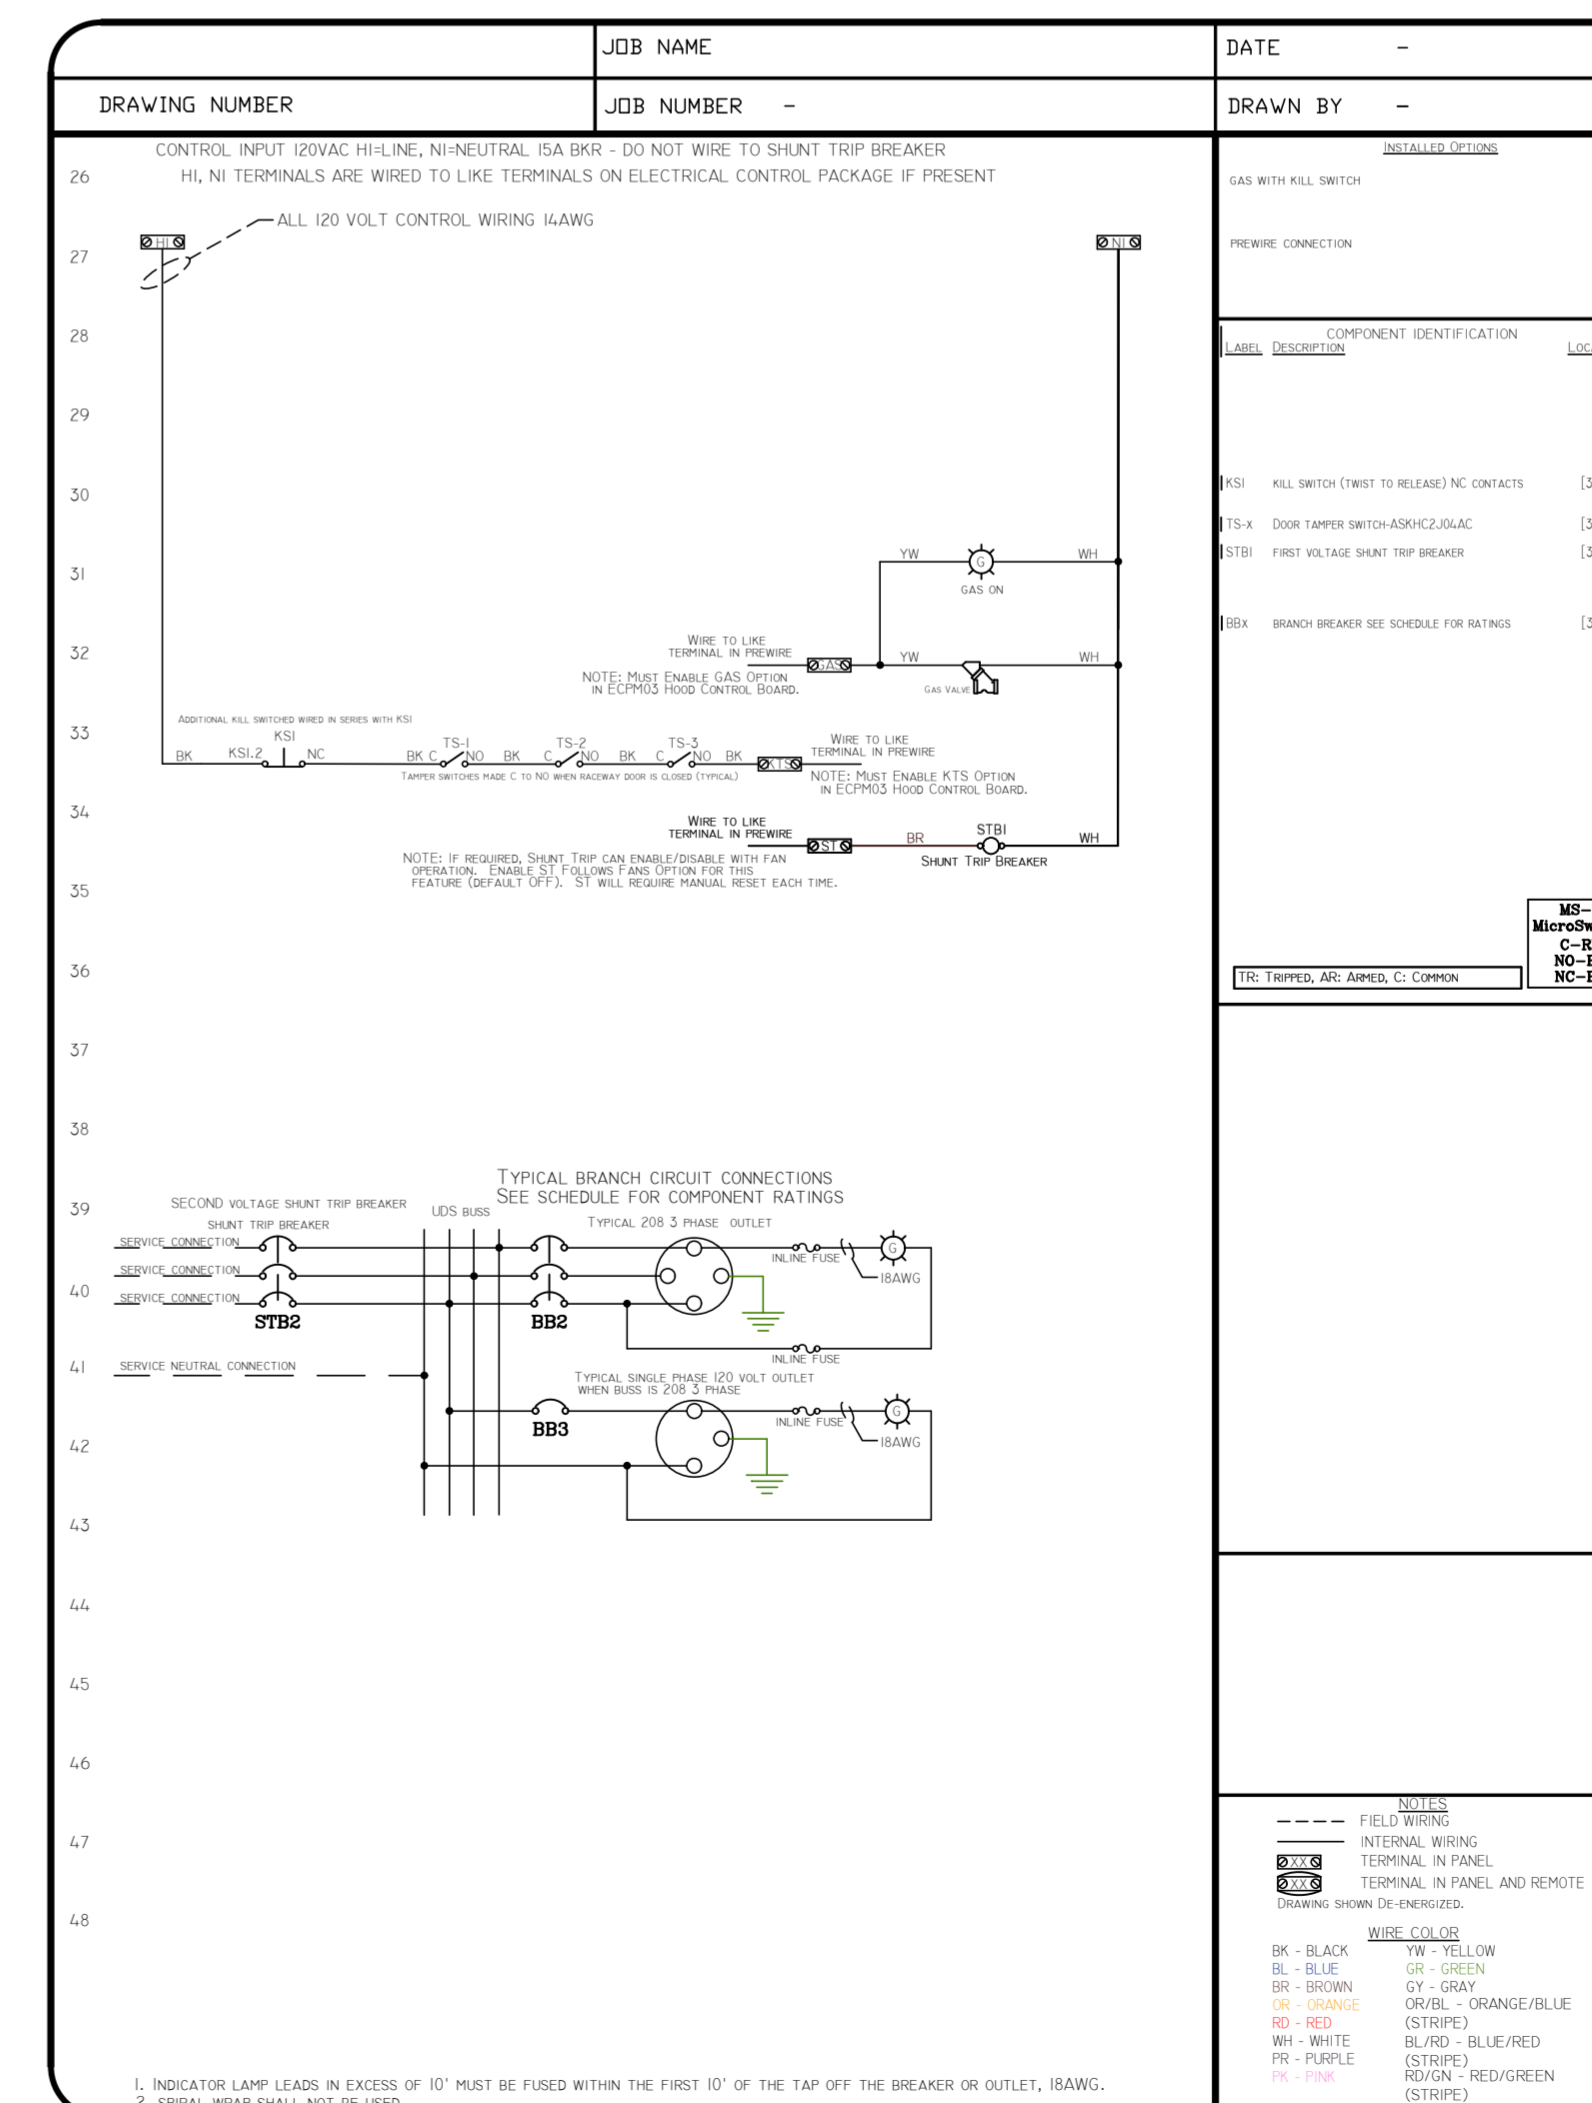 JOB NAME
DATE -
DRAWING NUMBER
JOB NUMBER -
DRAWN BY -
CONTROL INPUT 120VAC H1=LINE, N1=NEUTRAL 15A BKR - DO NOT WIRE TO SHUNT TRIP BREAKER
26
H1, N1 TERMINALS ARE WIRED TO LIKE TERMINALS ON ELECTRICAL CONTROL PACKAGE IF PRESENT
ALL 120 VOLT CONTROL WIRING 14AWG
H1
N1
27
28
29
30
YW
G
WH
31
GAS ON
WIRE TO LIKE
32
TERMINAL IN PREWIRE
GAS
YW
WH
NOTE: MUST ENABLE GAS OPTION
IN ECPM03 HOOD CONTROL BOARD.
GAS VALVE
ADDITIONAL KILL SWITCHED WIRED IN SERIES WITH KS1
33
KS1
BK
KS1.2
NC
BK C
TS-1
NO
BK
C
TS-2
NO
BK
C
TS-3
NO
BK
KTS
WIRE TO LIKE
TERMINAL IN PREWIRE
TAMPER SWITCHES MADE C TO NO WHEN RACEWAY DOOR IS CLOSED (TYPICAL)
NOTE: MUST ENABLE KTS OPTION
IN ECPM03 HOOD CONTROL BOARD.
34
WIRE TO LIKE
TERMINAL IN PREWIRE
ST
BR
STB1
WH
SHUNT TRIP BREAKER
NOTE: IF REQUIRED, SHUNT TRIP CAN ENABLE/DISABLE WITH FAN
OPERATION. ENABLE ST FOLLOWS FANS OPTION FOR THIS
FEATURE (DEFAULT OFF). ST WILL REQUIRE MANUAL RESET EACH TIME.
35
36
37
38
TYPICAL BRANCH CIRCUIT CONNECTIONS
SEE SCHEDULE FOR COMPONENT RATINGS
39
SECOND VOLTAGE SHUNT TRIP BREAKER
UDS BUSS
SHUNT TRIP BREAKER
TYPICAL 208 3 PHASE OUTLET
SERVICE CONNECTION
INLINE FUSE
G
18AWG
SERVICE CONNECTION
40
SERVICE CONNECTION
STB2
BB2
INLINE FUSE
41
SERVICE NEUTRAL CONNECTION
TYPICAL SINGLE PHASE 120 VOLT OUTLET
WHEN BUSS IS 208 3 PHASE
BB3
INLINE FUSE
G
18AWG
42
43
44
45
46
47
48
1. INDICATOR LAMP LEADS IN EXCESS OF 10' MUST BE FUSED WITHIN THE FIRST 10' OF THE TAP OFF THE BREAKER OR OUTLET, 18AWG.
2. SPIRAL WRAP SHALL NOT BE USED
INSTALLED OPTIONS
GAS WITH KILL SWITCH
PREWIRE CONNECTION
COMPONENT IDENTIFICATION
LABEL DESCRIPTION LOC
KS1 KILL SWITCH (TWIST TO RELEASE) NC CONTACTS [3
TS-X DOOR TAMPER SWITCH-ASKHC2J04AC [3
STB1 FIRST VOLTAGE SHUNT TRIP BREAKER [3
BBX BRANCH BREAKER SEE SCHEDULE FOR RATINGS [3
TR: TRIPPED, AR: ARMED, C: COMMON
MS-
MicroSw
C-R
NO-B
NC-B
NOTES
FIELD WIRING
INTERNAL WIRING
XX TERMINAL IN PANEL
XX TERMINAL IN PANEL AND REMOTE
DRAWING SHOWN DE-ENERGIZED.
WIRE COLOR
BK - BLACK YW - YELLOW
BL - BLUE GR - GREEN
BR - BROWN GY - GRAY
OR - ORANGE OR/BL - ORANGE/BLUE
RD - RED (STRIPE)
WH - WHITE BL/RD - BLUE/RED
PR - PURPLE (STRIPE)
PK - PINK RD/GN - RED/GREEN
(STRIPE)